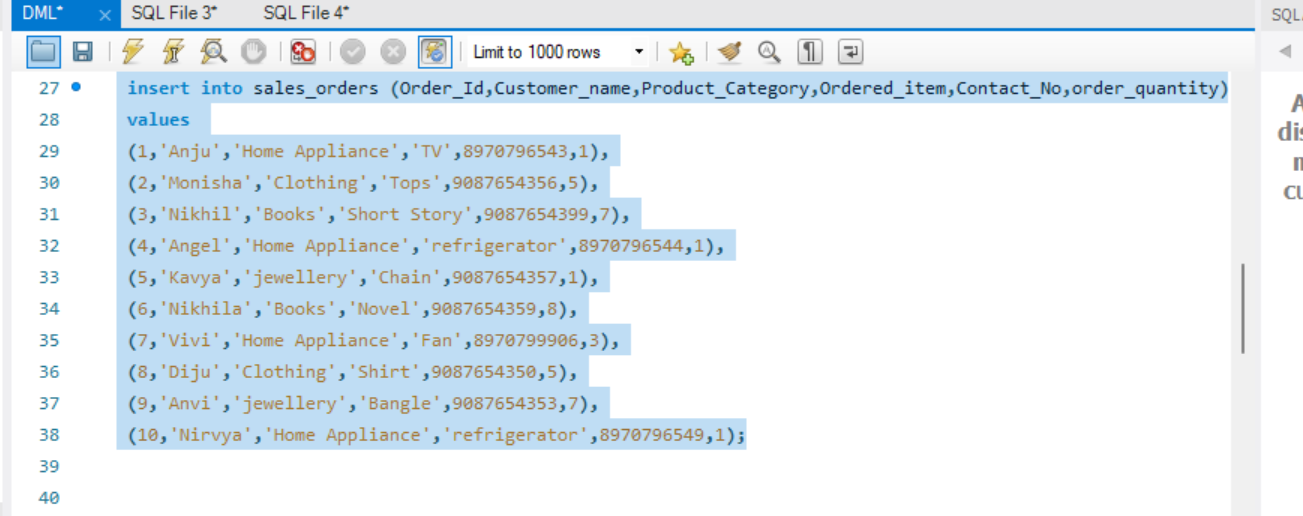 DML* SQL File 3* SQL File 4* SQL
Limit to 1000 rows
27 insert into sales_orders (Order_Id,Customer_name,Product_Category,Ordered_item,Contact_No,order_quantity)
28 values
29 (1,'Anju','Home Appliance','TV',8970796543,1),
30 (2,'Monisha','Clothing','Tops',9087654356,5),
31 (3,'Nikhil','Books','Short Story',9087654399,7),
32 (4,'Angel','Home Appliance','refrigerator',8970796544,1),
33 (5,'Kavya','jewellery','Chain',9087654357,1),
34 (6,'Nikhila','Books','Novel',9087654359,8),
35 (7,'Vivi','Home Appliance','Fan',8970799906,3),
36 (8,'Diju','Clothing','Shirt',9087654350,5),
37 (9,'Anvi','jewellery','Bangle',9087654353,7),
38 (10,'Nirvya','Home Appliance','refrigerator',8970796549,1);
39
40